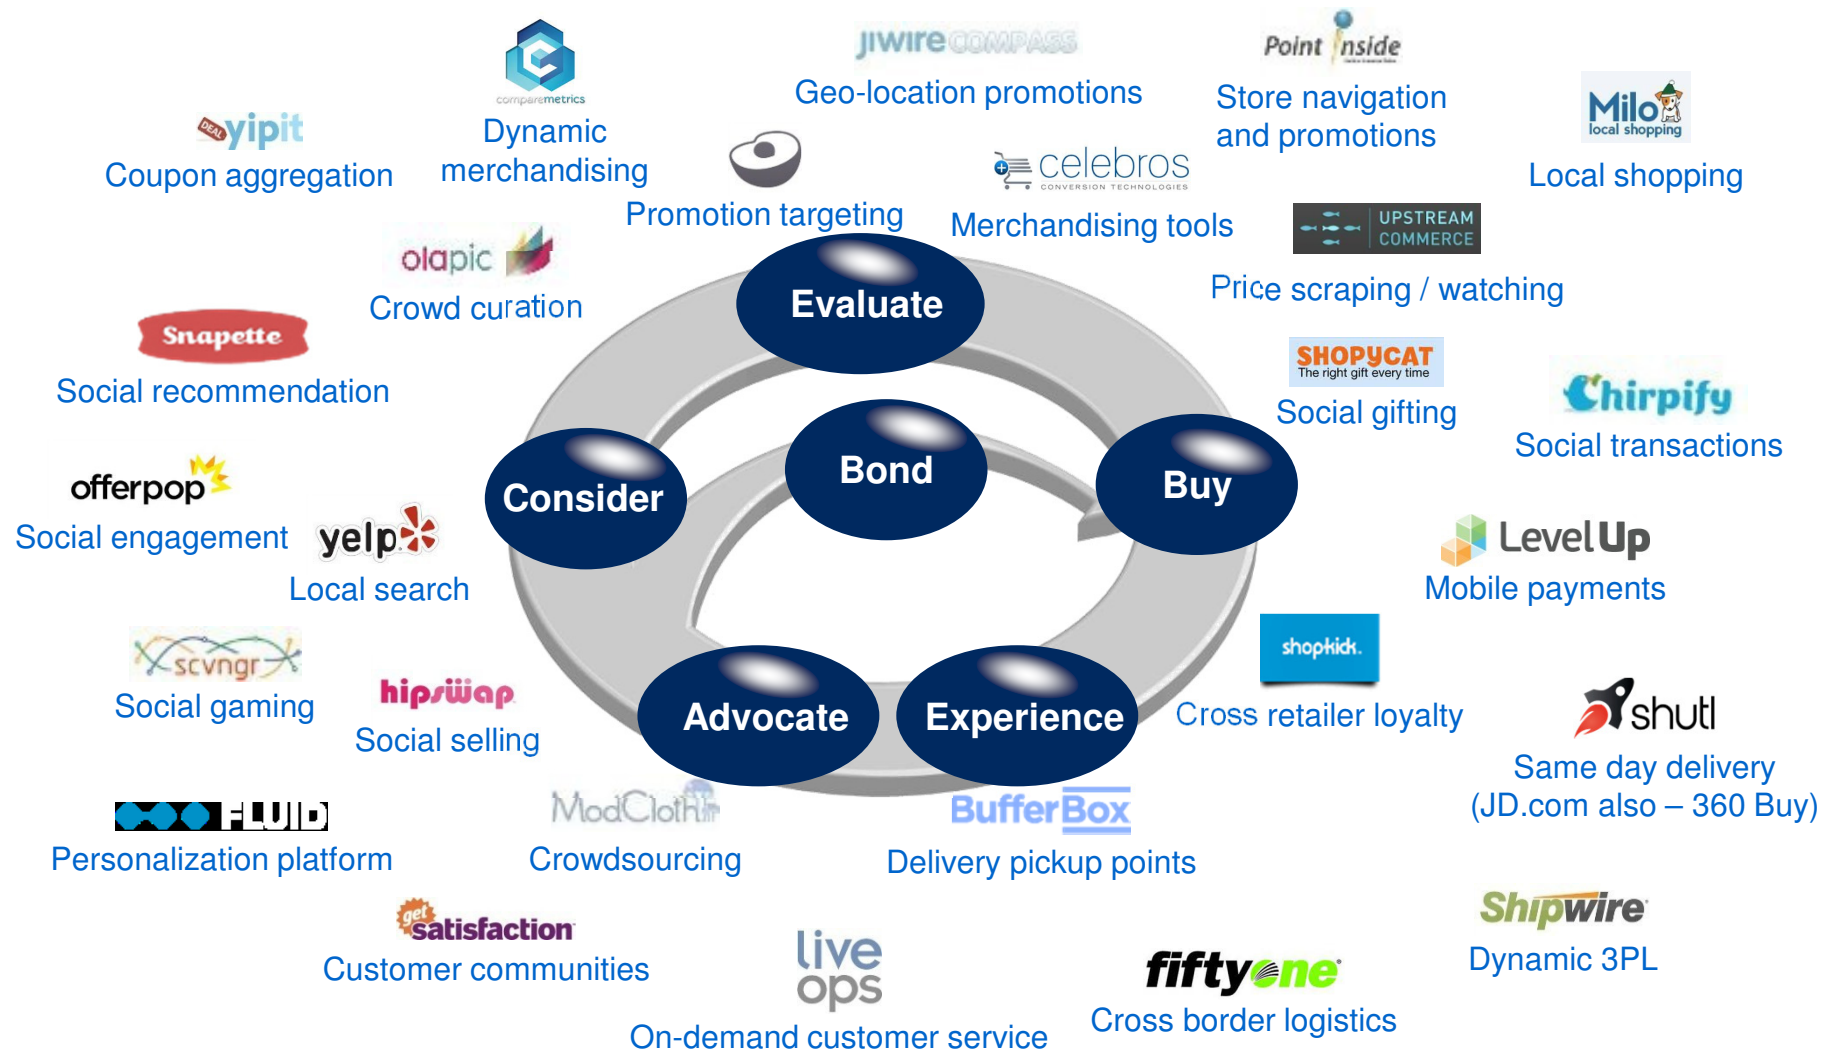 comparemetrics
Dynamic
merchandising
JIWIRE COMPASS
Geo-location promotions
Point Inside
Store navigation
and promotions
Milo
local shopping
Local shopping
DEAL yipit
Coupon aggregation
Promotion targeting
celebros
CONVERSION TECHNOLOGIES
Merchandising tools
UPSTREAM
COMMERCE
Price scraping / watching
olapic
Crowd curation
Evaluate
Snapette
Social recommendation
SHOPYCAT
The right gift every time
Social gifting
Chirpify
Social transactions
offerpop
Social engagement
yelp
Local search
Consider
Bond
Buy
LevelUp
Mobile payments
scvngr
Social gaming
hipswap
Social selling
Advocate
Experience
shopkick.
Cross retailer loyalty
shutl
Same day delivery
(JD.com also – 360 Buy)
FLUID
Personalization platform
ModCloth
Crowdsourcing
BufferBox
Delivery pickup points
get
satisfaction
Customer communities
live
ops
On-demand customer service
fiftyone
Cross border logistics
Shipwire
Dynamic 3PL